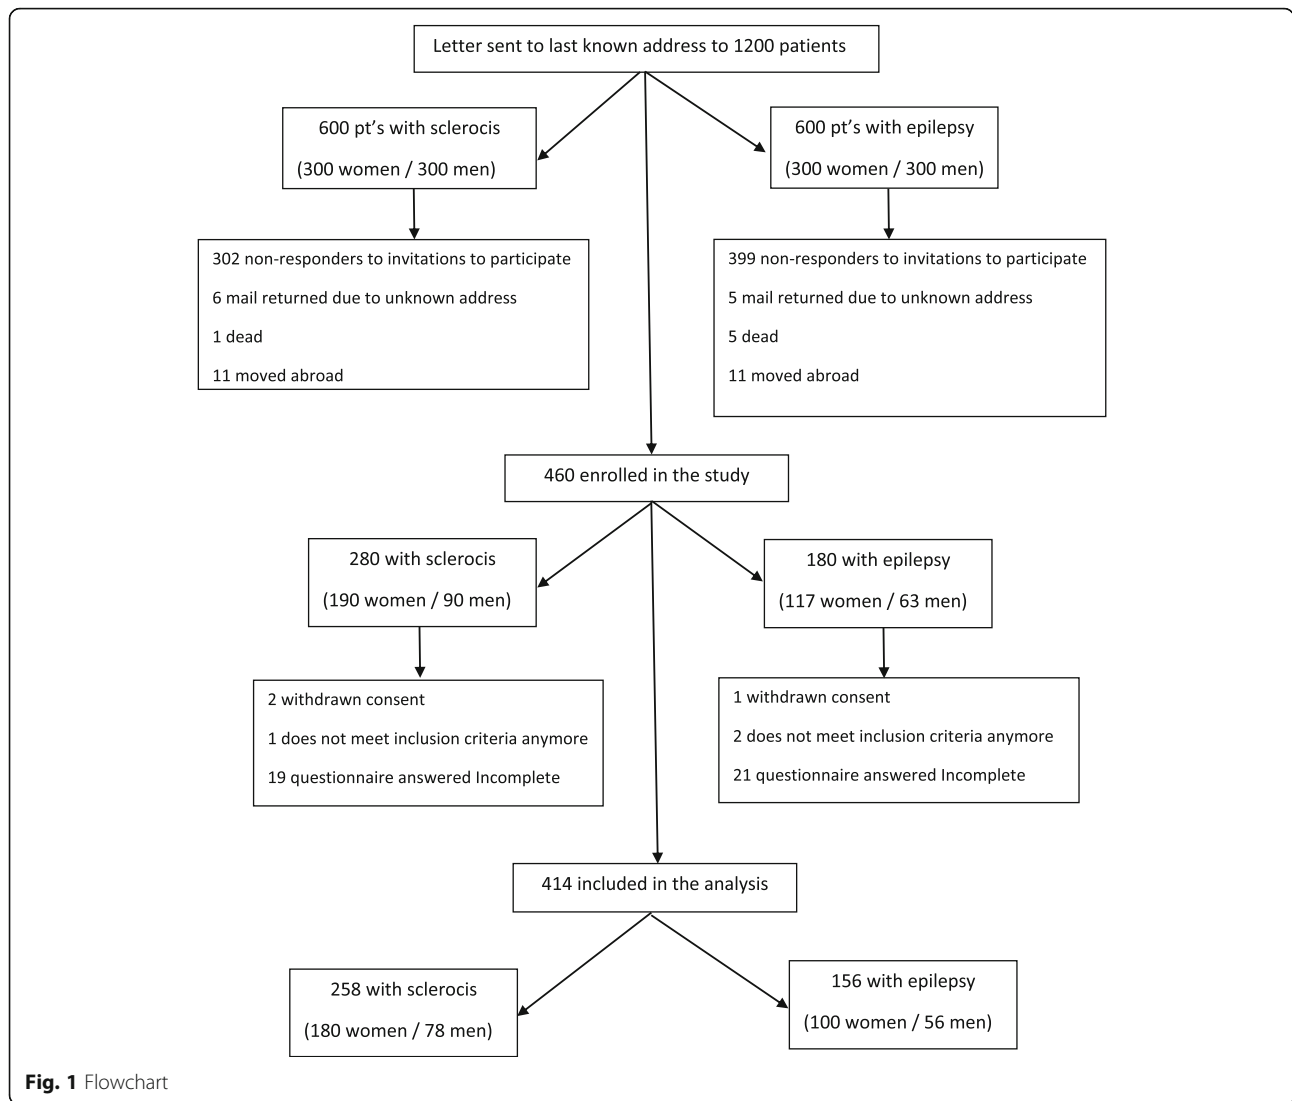 Letter sent to last known address to 1200 patients
600 pt's with sclerocis
(300 women / 300 men)
600 pt's with epilepsy
(300 women / 300 men)
302 non-responders to invitations to participate
6 mail returned due to unknown address
1 dead
11 moved abroad
399 non-responders to invitations to participate
5 mail returned due to unknown address
5 dead
11 moved abroad
460 enrolled in the study
280 with sclerocis
(190 women / 90 men)
180 with epilepsy
(117 women / 63 men)
2 withdrawn consent
1 does not meet inclusion criteria anymore
19 questionnaire answered Incomplete
1 withdrawn consent
2 does not meet inclusion criteria anymore
21 questionnaire answered Incomplete
414 included in the analysis
258 with sclerocis
(180 women / 78 men)
156 with epilepsy
(100 women / 56 men)
Fig. 1 Flowchart